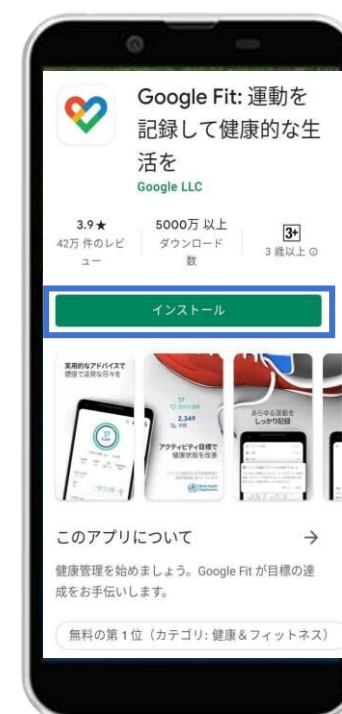 Google Fit: 運動を
記録して健康的な生
活を
Google LLC
3.9★
42万 件のレビ
ュー
5000万 以上
ダウンロード
数
3+
3 歳以上
インストール
実用的なアドバイスで
健康で活発な日々を
17
2,349
アクティビティ目標で
健康状態を改善
あらゆる運動を
しっかり記録
このアプリについて →
健康管理を始めましょう。Google Fit が目標の達
成をお手伝いします。
無料の第 1 位（カテゴリ: 健康＆フィットネス）